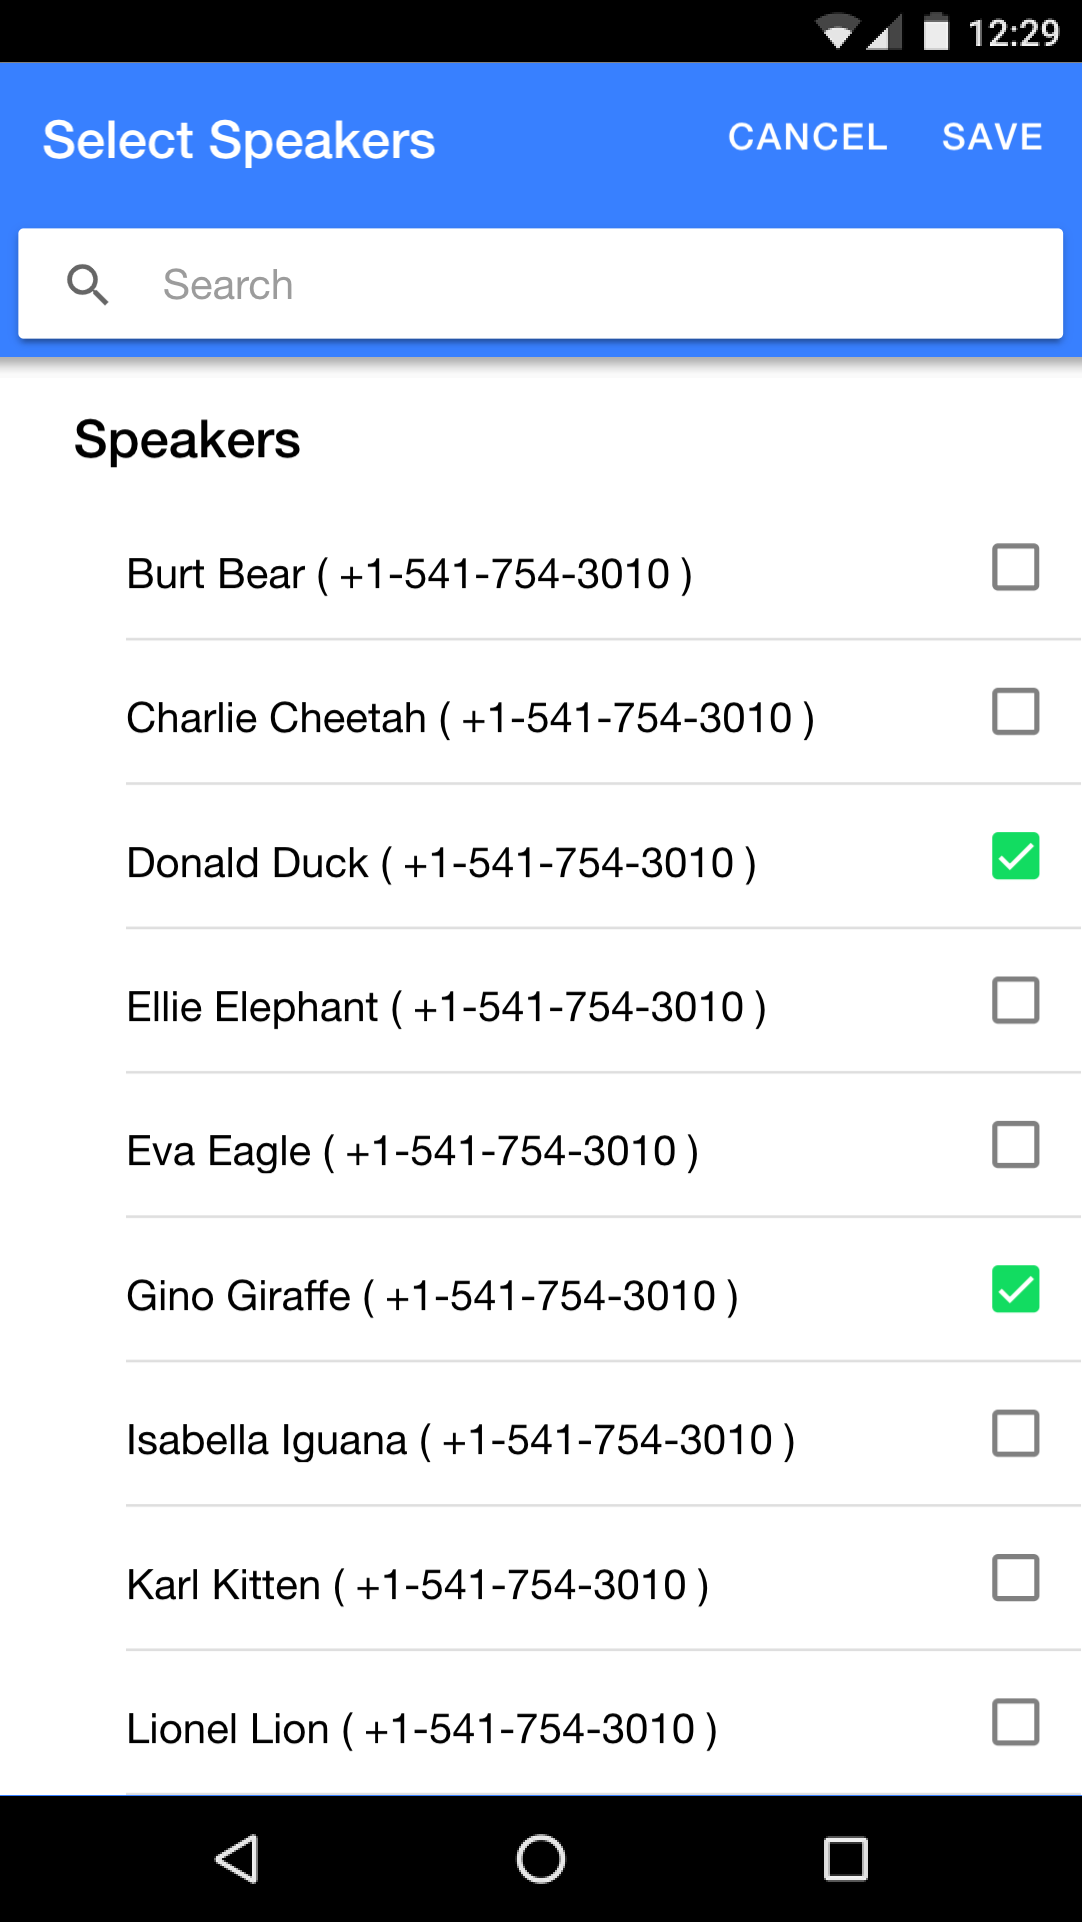 12:29
Select Speakers CANCEL SAVE
Search
Speakers
Burt Bear ( +1-541-754-3010 )
Charlie Cheetah ( +1-541-754-3010 )
Donald Duck ( +1-541-754-3010 )
Ellie Elephant ( +1-541-754-3010 )
Eva Eagle ( +1-541-754-3010 )
Gino Giraffe ( +1-541-754-3010 )
Isabella Iguana ( +1-541-754-3010 )
Karl Kitten ( +1-541-754-3010 )
Lionel Lion ( +1-541-754-3010 )